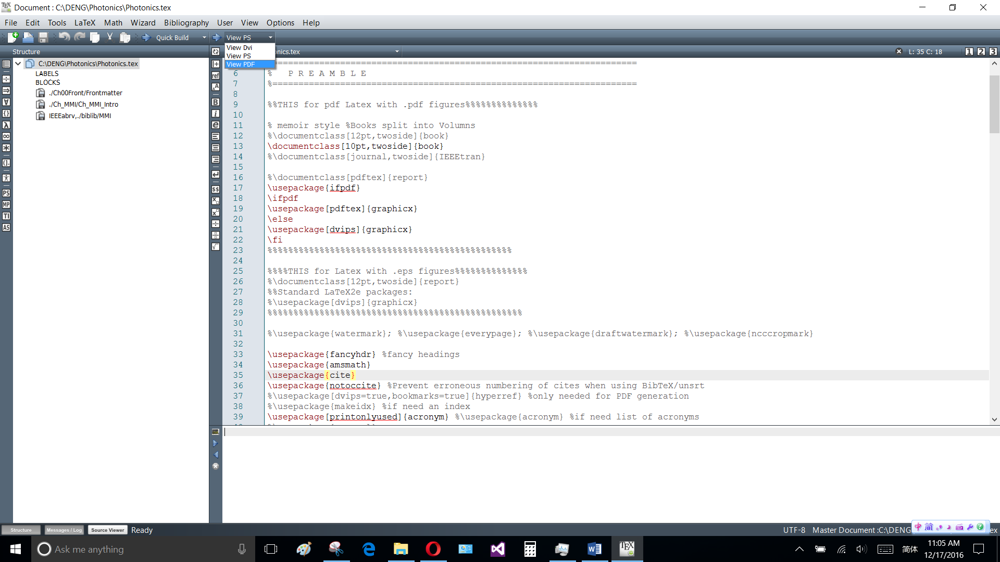 Document : C:\DENG\Photonics\Photonics.tex
File Edit Tools LaTeX Math Wizard Bibliography User View Options Help
Quick Build View PS
View Dvi
View PS
View PDF
Structure
nics.tex
L: 35 C: 18
1 2 3
C:\DENG\Photonics\Photonics.tex
LABELS
BLOCKS
./Ch00Front/Frontmatter
./Ch_MMI/Ch_MMI_Intro
IEEEabrv,./biblib/MMI
6 % P R E A M B L E
7 %======================================================================
8
9 %%THIS for pdf Latex with .pdf figures%%%%%%%%%%%%%%
10
11 % memoir style %Books split into Volumns
12 %\documentclass[12pt,twoside]{book}
13 \documentclass[10pt,twoside]{book}
14 %\documentclass[journal,twoside]{IEEEtran}
15
16 %\documentclass[pdftex]{report}
17 \usepackage{ifpdf}
18 \ifpdf
19 \usepackage[pdftex]{graphicx}
20 \else
21 \usepackage[dvips]{graphicx}
22 \fi
23 %%%%%%%%%%%%%%%%%%%%%%%%%%%%%%%%%%%%%%%%%%%%%%%
24
25 %%%%THIS for Latex with .eps figures%%%%%%%%%%%%%%
26 %\documentclass[12pt,twoside]{report}
27 %%Standard LaTeX2e packages:
28 %\usepackage[dvips]{graphicx}
29 %%%%%%%%%%%%%%%%%%%%%%%%%%%%%%%%%%%%%%%%%%%%%%%%%
30
31 %\usepackage{watermark}; %\usepackage{everypage}; %\usepackage{draftwatermark}; %\usepackage{ncccropmark}
32
33 \usepackage{fancyhdr} %fancy headings
34 \usepackage{amsmath}
35 \usepackage{cite}
36 \usepackage{notoccite} %Prevent erroneous numbering of cites when using BibTeX/unsrt
37 %\usepackage[dvips=true,bookmarks=true]{hyperref} %only needed for PDF generation
38 %\usepackage{makeidx} %if need an index
39 \usepackage[printonlyused]{acronym} %\usepackage{acronym} %if need list of acronyms
ref
B
i
e
$$
PS
MP
TI
AS
Structure
Messages / Log
Source Viewer
Ready
UTF-8 Master Document :C:\DENG
ex
中 简
Ask me anything
TEX
简体
11:05 AM
12/17/2016